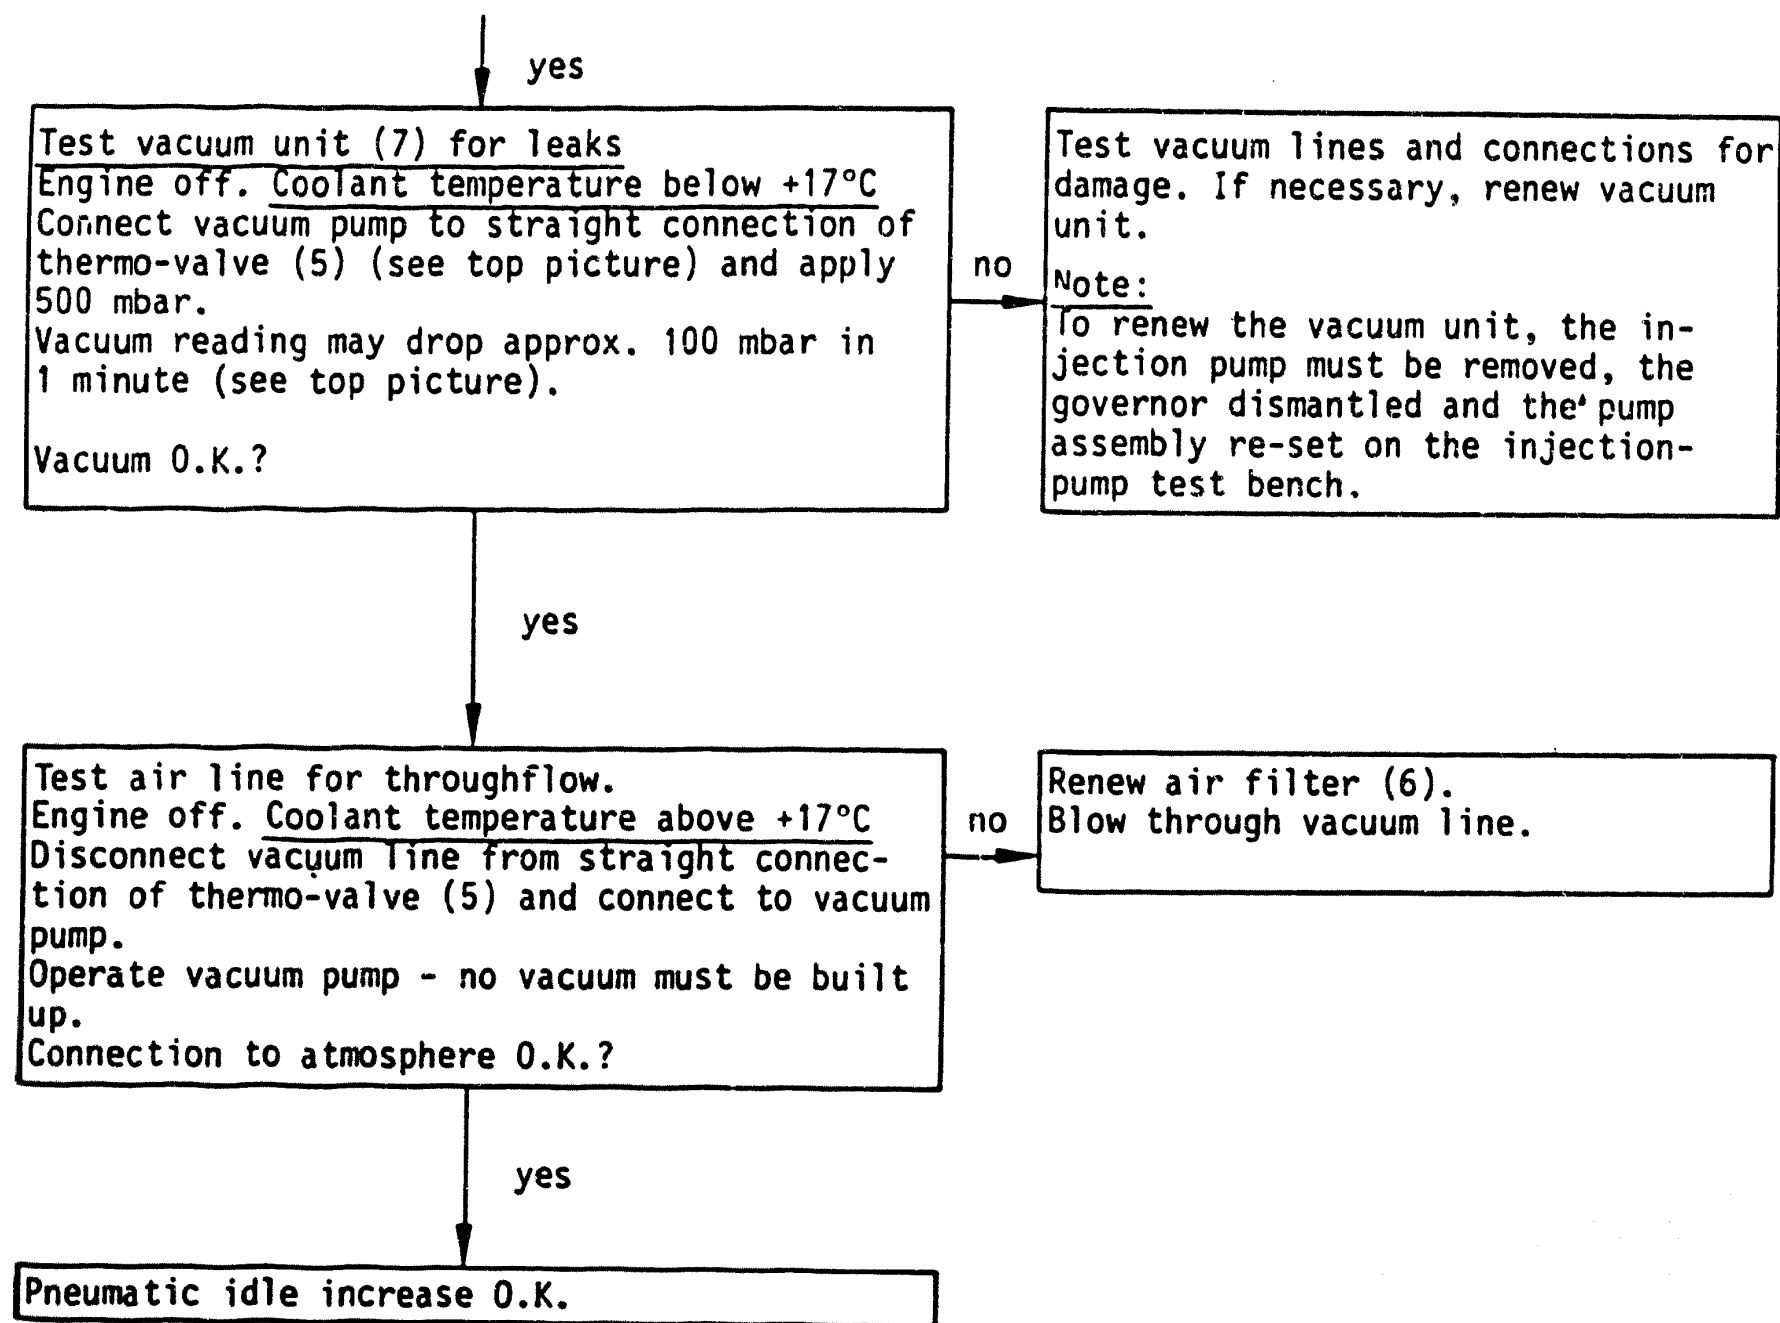 yes
Test vacuum unit (7) for leaks
Engine off. Coolant temperature below +17°C
Connect vacuum pump to straight connection of
thermo-valve (5) (see top picture) and apply
500 mbar.
Vacuum reading may drop approx. 100 mbar in
1 minute (see top picture).
Vacuum O.K.?
no
Test vacuum lines and connections for
damage. If necessary, renew vacuum
unit.
Note:
To renew the vacuum unit, the in-
jection pump must be removed, the
governor dismantled and the pump
assembly re-set on the injection-
pump test bench.
yes
Test air line for throughflow.
Engine off. Coolant temperature above +17°C
Disconnect vacuum line from straight connec-
tion of thermo-valve (5) and connect to vacuum
pump.
Operate vacuum pump - no vacuum must be built
up.
Connection to atmosphere O.K.?
no
Renew air filter (6).
Blow through vacuum line.
yes
Pneumatic idle increase O.K.